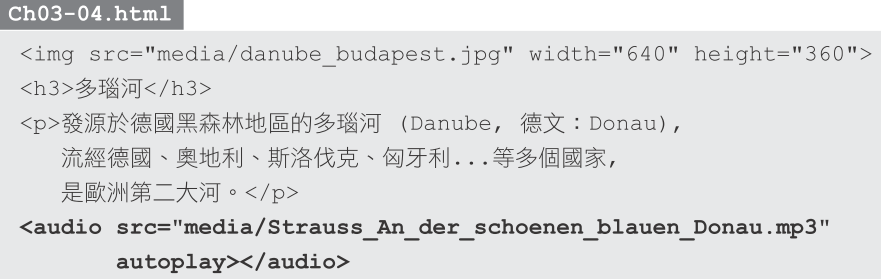 Ch03-04.html
<img src="media/danube_budapest.jpg" width="640" height="360">
<h3>多瑙河</h3>
<p>發源於德國黑森林地區的多瑙河 (Danube, 德文：Donau),
流經德國、奧地利、斯洛伐克、匈牙利...等多個國家,
是歐洲第二大河。</p>
<audio src="media/Strauss_An_der_schoenen_blauen_Donau.mp3"
autoplay></audio>